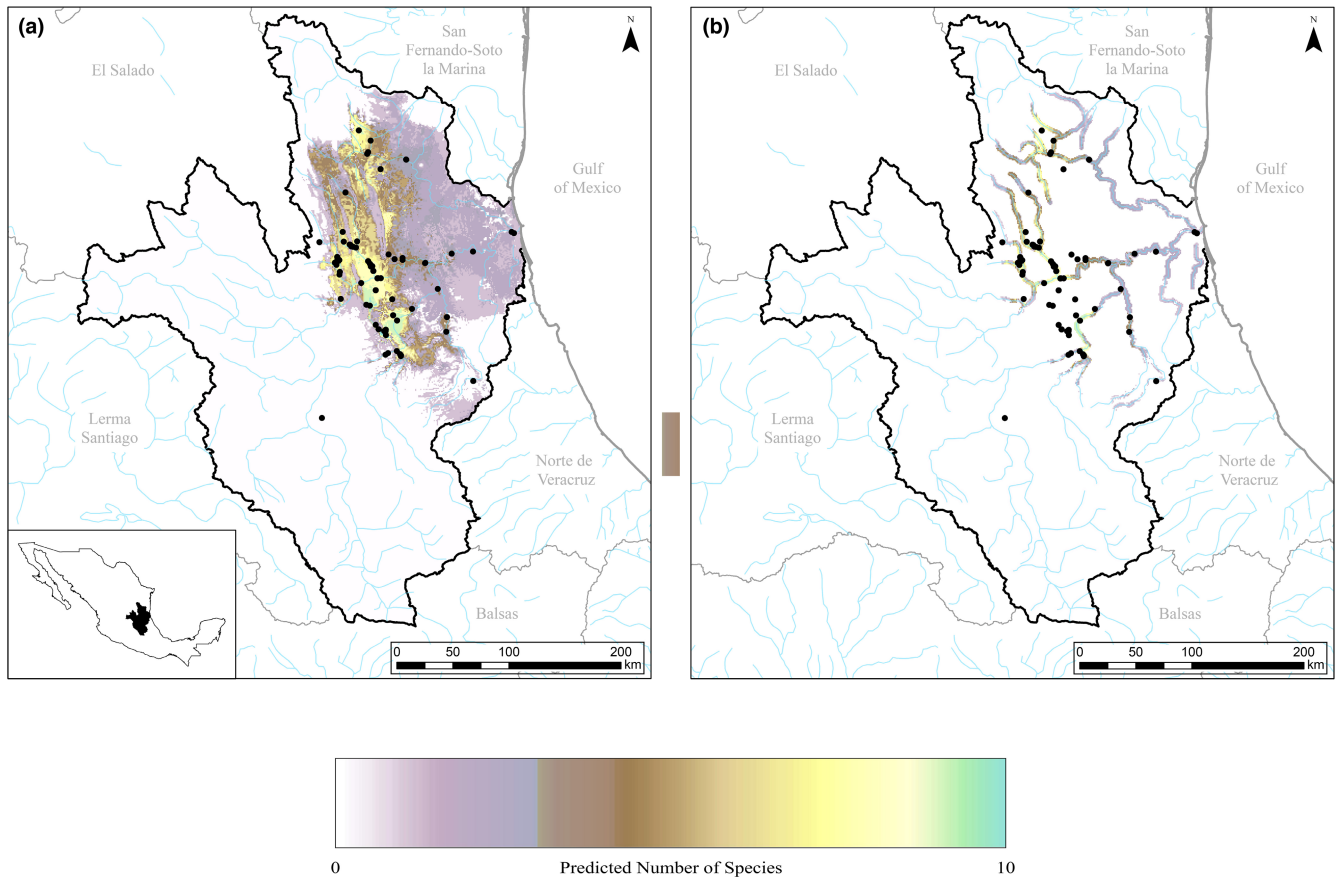 (a)
N
San
Fernando-Soto
la Marina
El Salado
Gulf
of Mexico
Lerma
Santiago
Norte de
Veracruz
Balsas
0 50 100 200
km
(b)
N
San
Fernando-Soto
la Marina
El Salado
Gulf
of Mexico
Lerma
Santiago
Norte de
Veracruz
Balsas
0 50 100 200
km
0 Predicted Number of Species 10